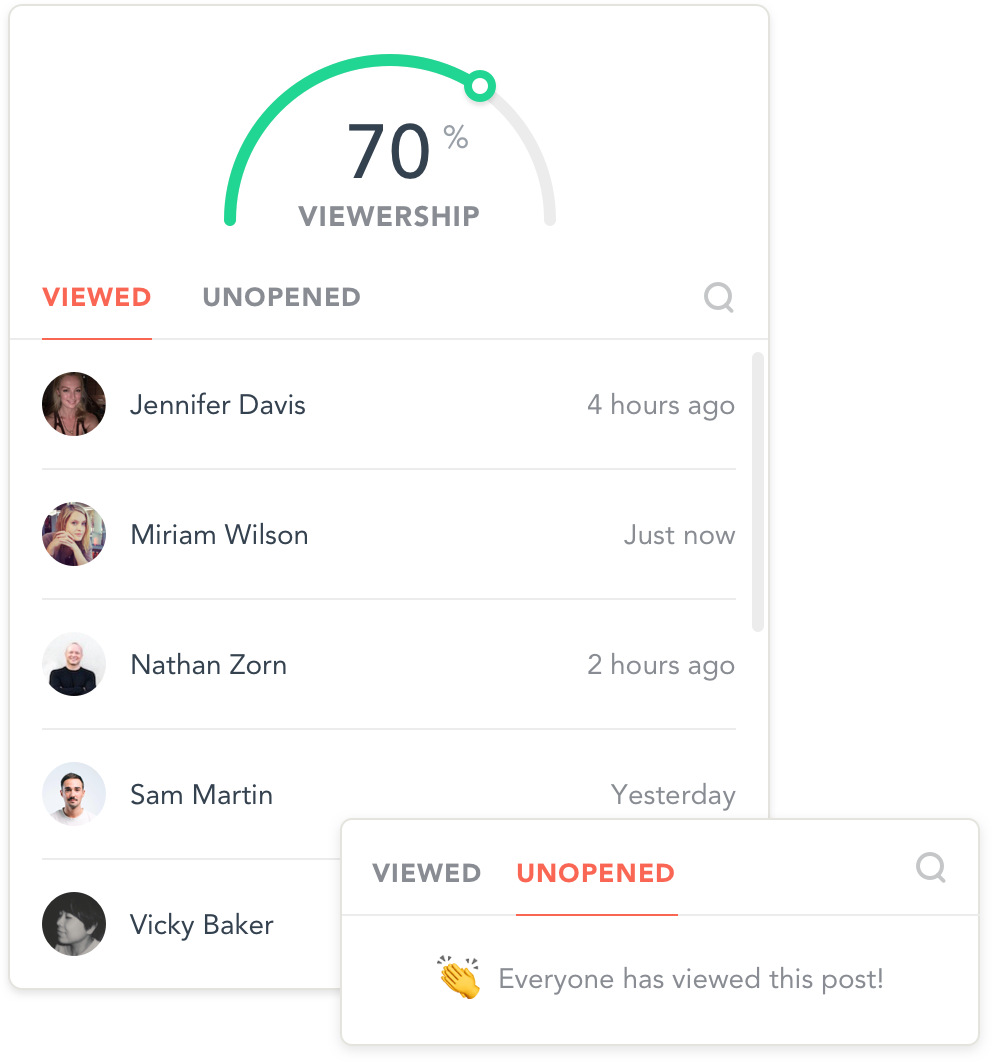 70 %
VIEWERSHIP
VIEWED UNOPENED
Jennifer Davis 4 hours ago
Miriam Wilson Just now
Nathan Zorn 2 hours ago
Sam Martin Yesterday
Vicky Baker
VIEWED UNOPENED
👏 Everyone has viewed this post!